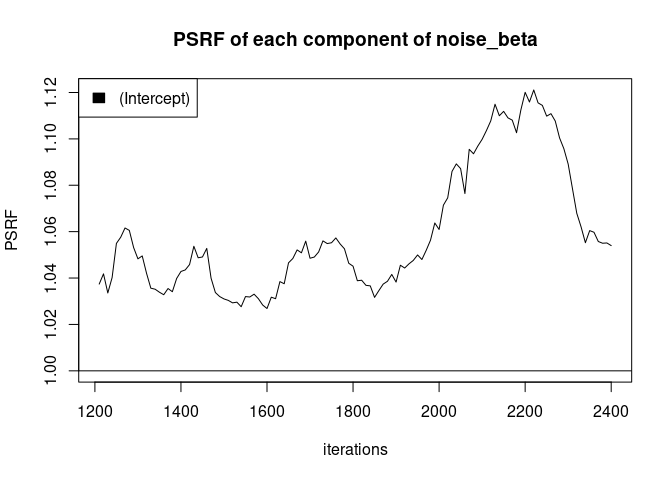 PSRF of each component of noise_beta
(Intercept)
PSRF
1.12
1.10
1.08
1.06
1.04
1.02
1.00
1200 1400 1600 1800 2000 2200 2400
iterations